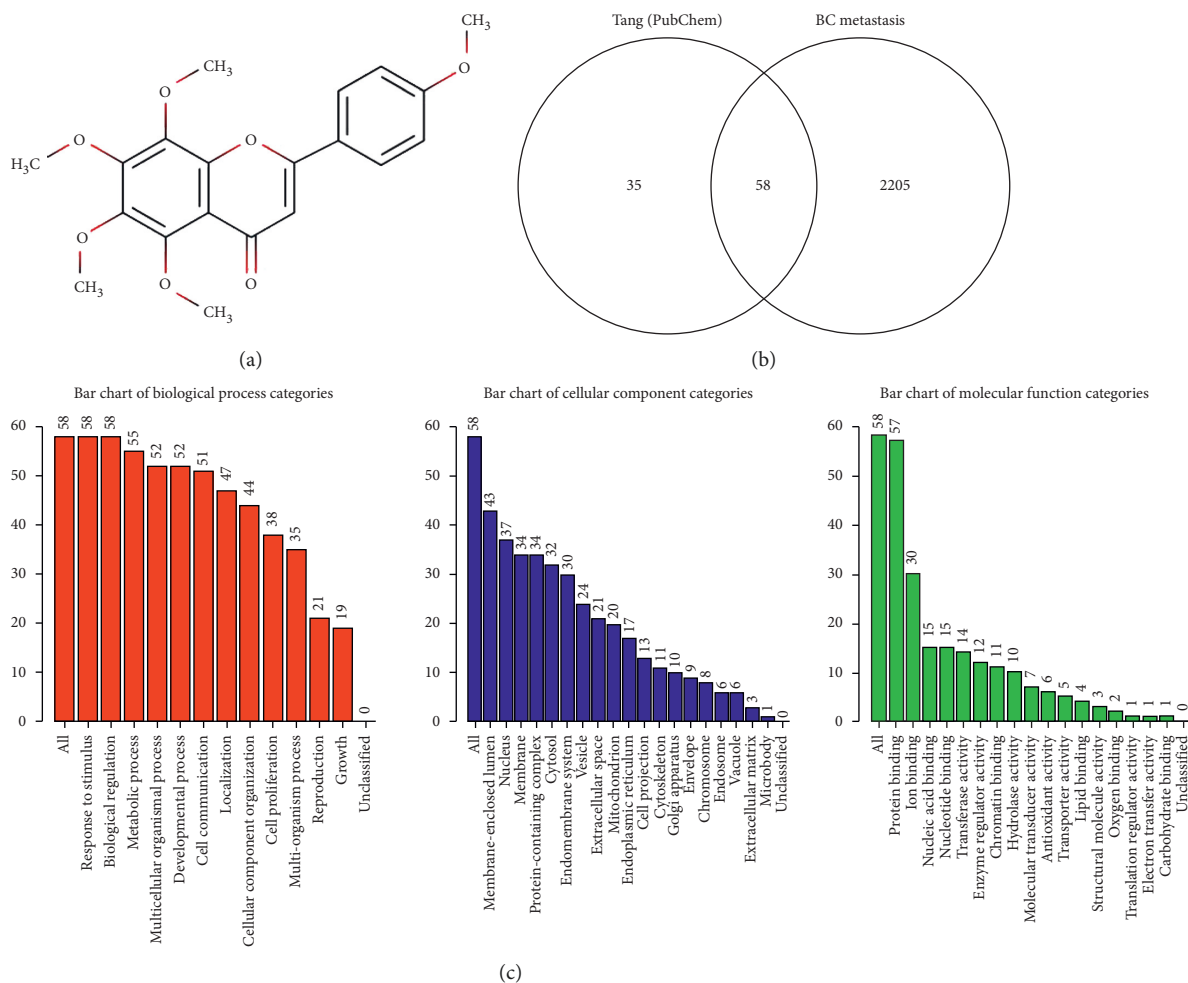 CH₃
O
CH₃
O
O
H₃C
O
O
CH₃
O
CH₃
O
(a)
Tang (PubChem)
BC metastasis
35
58
2205
(b)
Bar chart of biological process categories
60
50
40
30
20
10
0
58
58
58
55
52
52
51
47
44
38
35
21
19
0
All
Response to stimulus
Biological regulation
Metabolic process
Multicellular organismal process
Developmental process
Cell communication
Localization
Cellular component organization
Cell proliferation
Multi-organism process
Reproduction
Growth
Unclassified
Bar chart of cellular component categories
60
50
40
30
20
10
0
58
43
37
34
34
32
30
24
21
20
17
13
11
10
9
8
6
6
3
1
0
All
Membrane-enclosed lumen
Nucleus
Membrane
Protein-containing complex
Cytosol
Endomembrane system
Vesicle
Extracellular space
Mitochondrion
Endoplasmic reticulum
Cell projection
Cytoskeleton
Golgi apparatus
Envelope
Chromosome
Endosome
Vacuole
Extracellular matrix
Microbody
Unclassified
Bar chart of molecular function categories
60
50
40
30
20
10
0
58
57
30
15
15
14
12
11
10
7
6
5
4
3
2
1
1
1
0
All
Protein binding
Ion binding
Nucleic acid binding
Nucleotide binding
Transferase activity
Enzyme regulator activity
Chromatin binding
Hydrolase activity
Molecular transducer activity
Antioxidant activity
Transporter activity
Lipid binding
Structural molecule activity
Oxygen binding
Translation regulator activity
Electron transfer activity
Carbohydrate binding
Unclassified
(c)